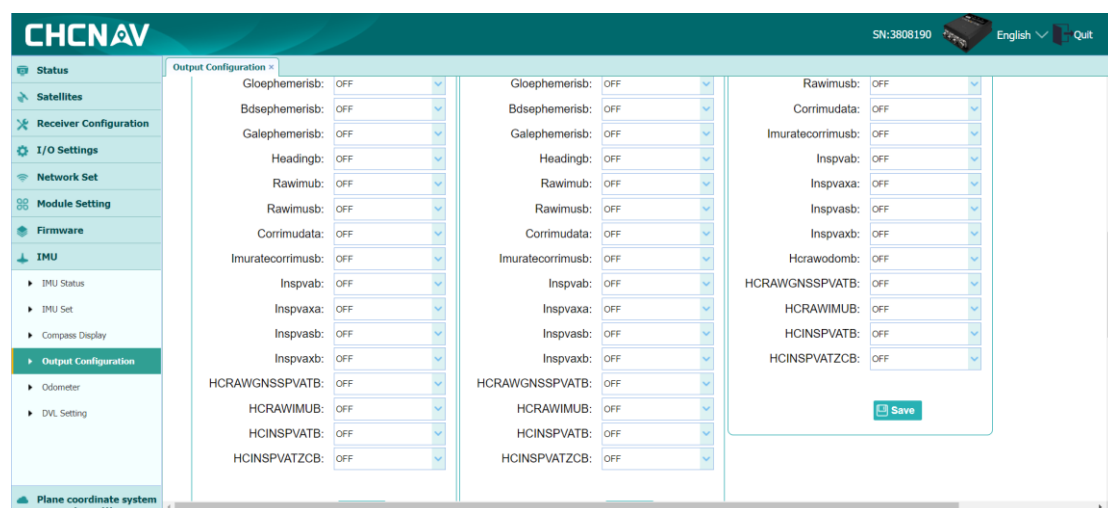 CHCNAV
SN:3808190
English
Quit
Status
Satellites
Receiver Configuration
I/O Settings
Network Set
Module Setting
Firmware
IMU
IMU Status
IMU Set
Compass Display
Output Configuration
Odometer
DVL Setting
Plane coordinate system
Output Configuration ×
Gloephemerisb: OFF
Bdsephemerisb: OFF
Galephemerisb: OFF
Headingb: OFF
Rawimub: OFF
Rawimusb: OFF
Corrimudata: OFF
Imuratecorrimusb: OFF
Inspvab: OFF
Inspvaxa: OFF
Inspvasb: OFF
Inspvaxb: OFF
HCRAWGNSSPVATB: OFF
HCRAWIMUB: OFF
HCINSPVATB: OFF
HCINSPVATZCB: OFF
Gloephemerisb: OFF
Bdsephemerisb: OFF
Galephemerisb: OFF
Headingb: OFF
Rawimub: OFF
Rawimusb: OFF
Corrimudata: OFF
Imuratecorrimusb: OFF
Inspvab: OFF
Inspvaxa: OFF
Inspvasb: OFF
Inspvaxb: OFF
HCRAWGNSSPVATB: OFF
HCRAWIMUB: OFF
HCINSPVATB: OFF
HCINSPVATZCB: OFF
Rawimusb: OFF
Corrimudata: OFF
Imuratecorrimusb: OFF
Inspvab: OFF
Inspvaxa: OFF
Inspvasb: OFF
Inspvaxb: OFF
Hcrawodomb: OFF
HCRAWGNSSPVATB: OFF
HCRAWIMUB: OFF
HCINSPVATB: OFF
HCINSPVATZCB: OFF
Save